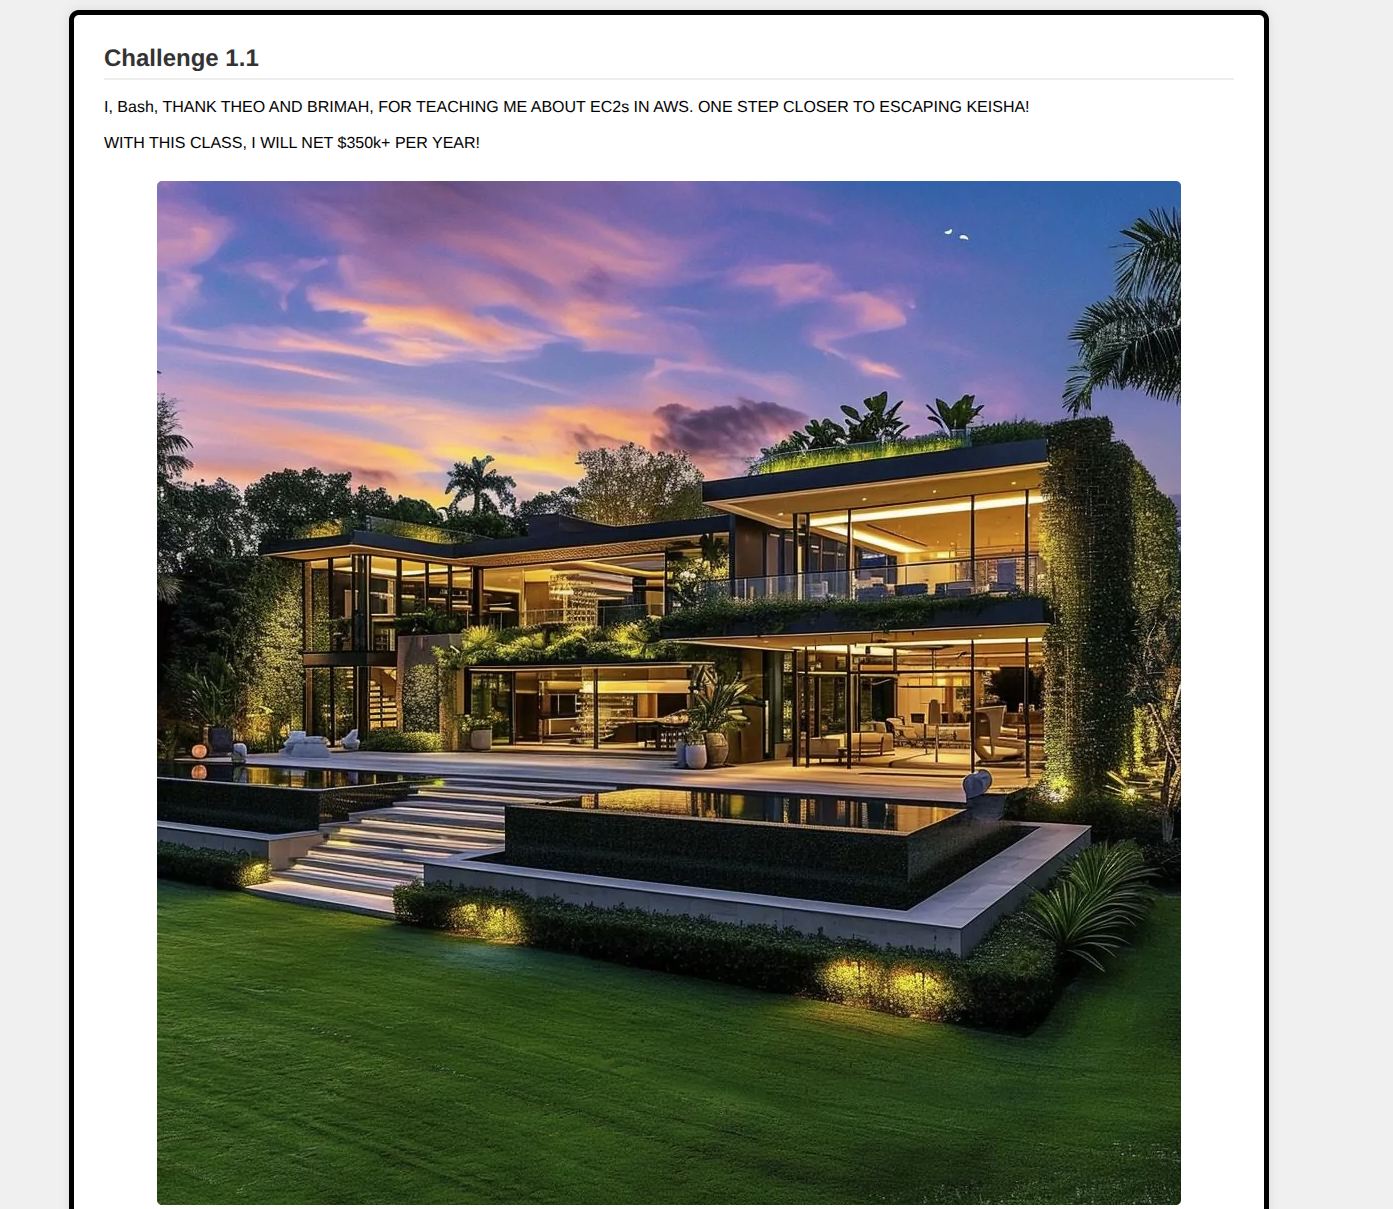 Challenge 1.1
I, Bash, THANK THEO AND BRIMAH, FOR TEACHING ME ABOUT EC2s IN AWS. ONE STEP CLOSER TO ESCAPING KEISHA!
WITH THIS CLASS, I WILL NET $350k+ PER YEAR!